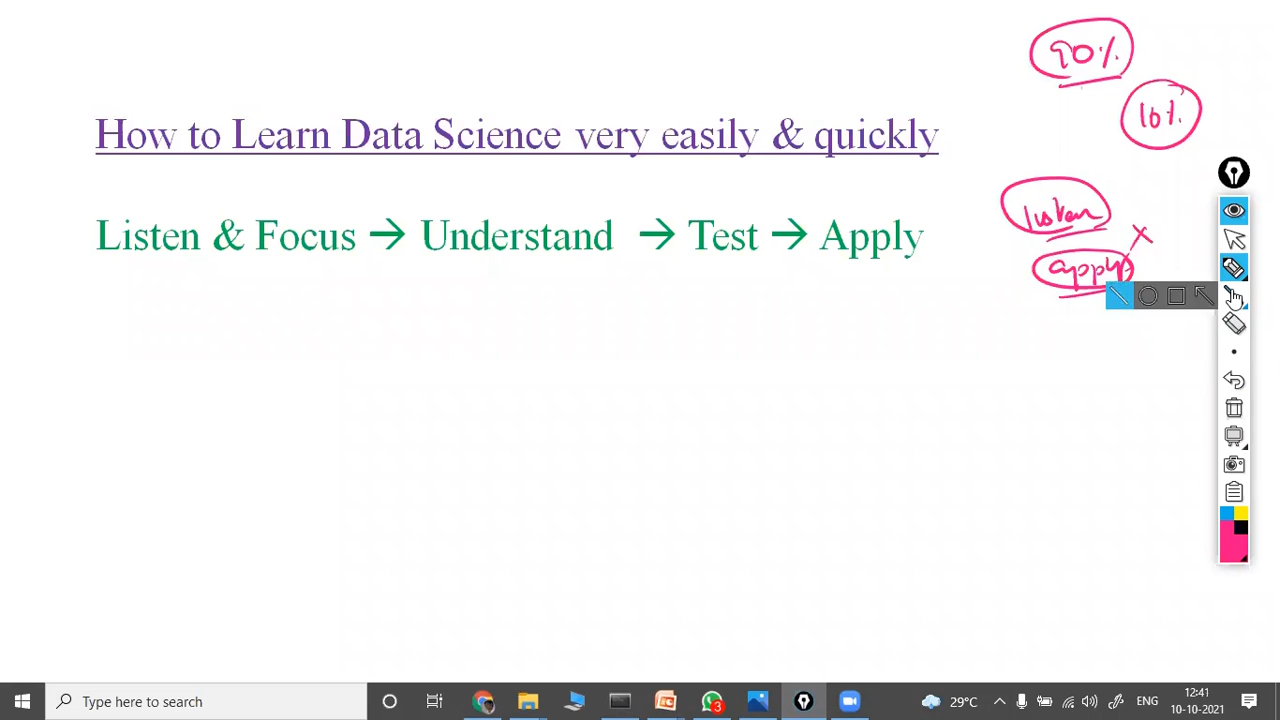 90%
10%
How to Learn Data Science very easily & quickly
listen
Listen & Focus → Understand → Test → Apply
apply
Type here to search
3
29°C
ENG
12:41
10-10-2021